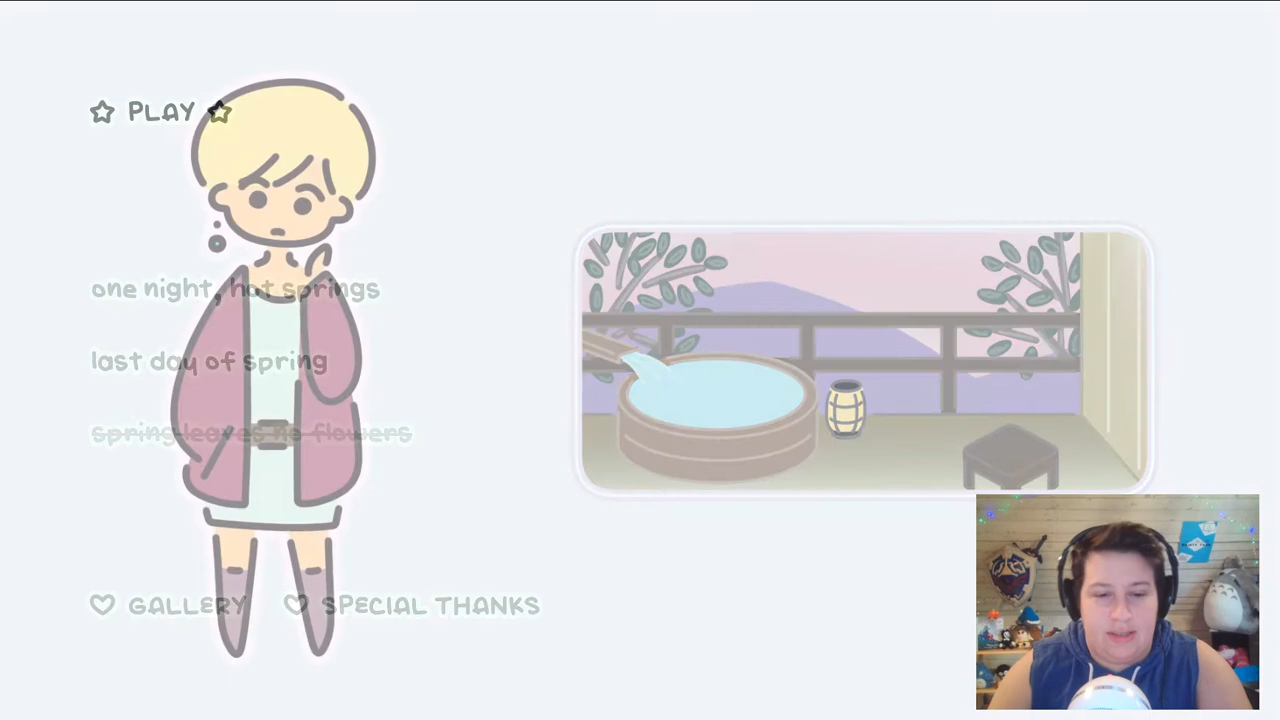 ☆ PLAY ☆
one night, hot springs
last day of spring
spring leaves no flowers
♡ GALLERY ♡ SPECIAL THANKS